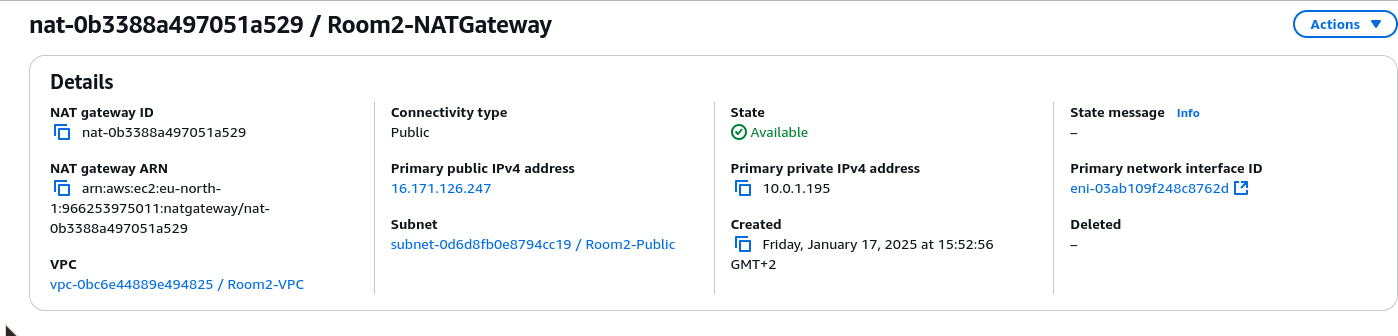 nat-0b3388a497051a529 / Room2-NATGateway
Actions
Details
NAT gateway ID
nat-0b3388a497051a529
NAT gateway ARN
arn:aws:ec2:eu-north-
1:966253975011:natgateway/nat-
0b3388a497051a529
VPC
vpc-0bc6e44889e494825 / Room2-VPC
Connectivity type
Public
Primary public IPv4 address
16.171.126.247
Subnet
subnet-0d6d8fb0e8794cc19 / Room2-Public
State
Available
Primary private IPv4 address
10.0.1.195
Created
Friday, January 17, 2025 at 15:52:56
GMT+2
State message Info
–
Primary network interface ID
eni-03ab109f248c8762d
Deleted
–